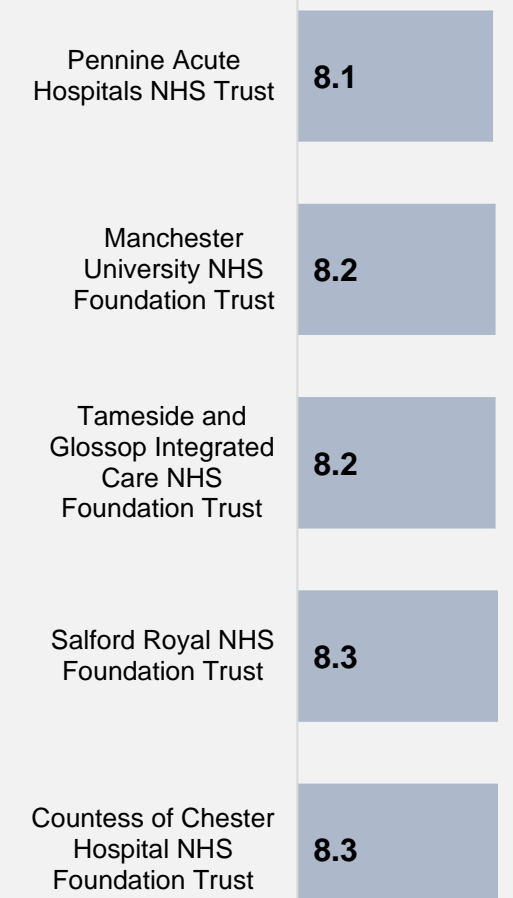 Pennine Acute
Hospitals NHS Trust
8.1
Manchester
University NHS
Foundation Trust
8.2
Tameside and
Glossop Integrated
Care NHS
Foundation Trust
8.2
Salford Royal NHS
Foundation Trust
8.3
Countess of Chester
Hospital NHS
Foundation Trust
8.3